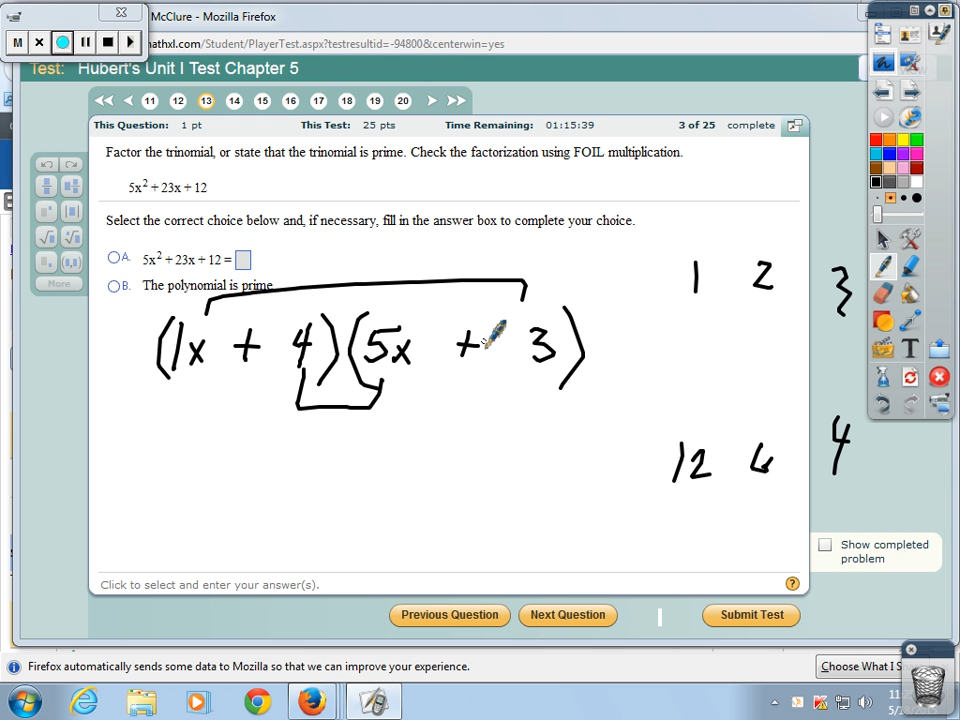 McClure - Mozilla Firefox
M
mathxl.com/Student/PlayerTest.aspx?testresultid=-94800&centerwin=yes
Test: Hubert's Unit I Test Chapter 5
11 12 13 14 15 16 17 18 19 20
This Question: 1 pt This Test: 25 pts Time Remaining: 01:15:39 3 of 25 complete
Factor the trinomial, or state that the trinomial is prime. Check the factorization using FOIL multiplication.
5x² + 23x + 12
Select the correct choice below and, if necessary, fill in the answer box to complete your choice.
A. 5x² + 23x + 12 =
B. The polynomial is prime.
More
1 2 3
(1x + 4)(5x + 3)
12 6 4
Show completed problem
Click to select and enter your answer(s).
?
Previous Question Next Question Submit Test
Firefox automatically sends some data to Mozilla so that we can improve your experience.
Choose What I